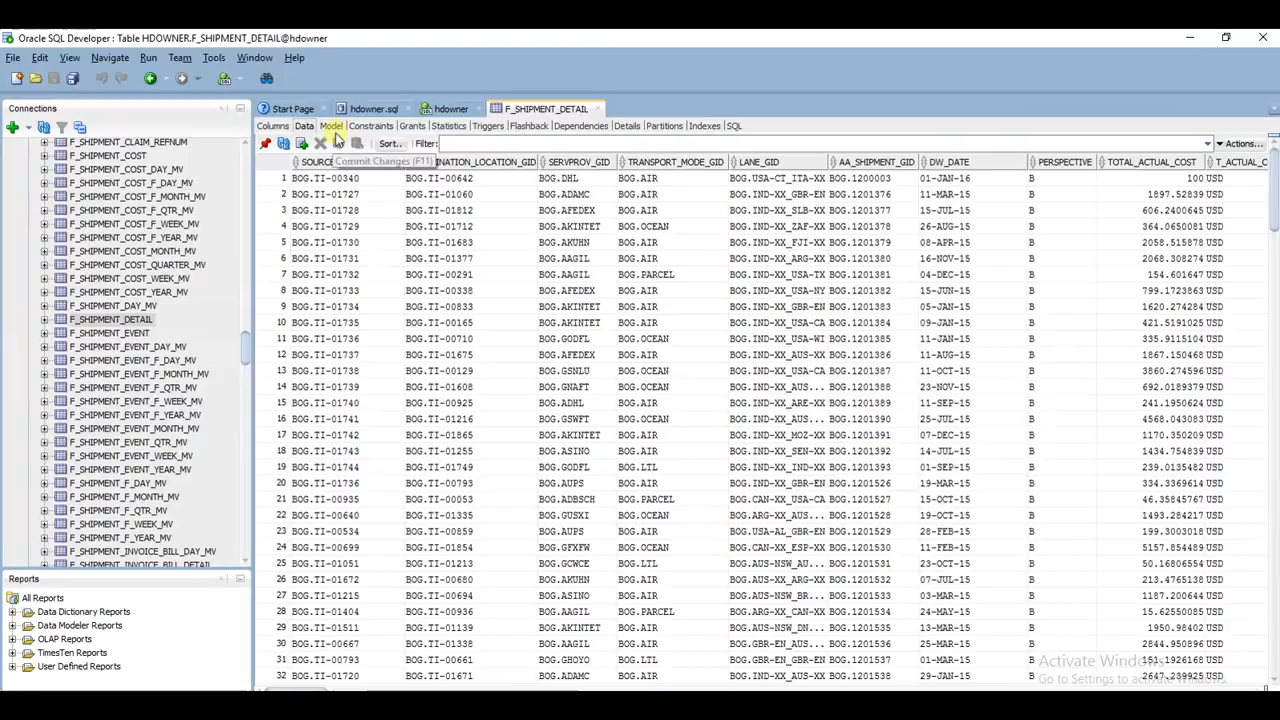 Oracle SQL Developer : Table HDOWNER.F_SHIPMENT_DETAIL@hdowner
File Edit View Navigate Run Team Tools Window Help
Connections
Start Page hdowner.sql hdowner F_SHIPMENT_DETAIL
Columns Data Model Constraints Grants Statistics Triggers Flashback Dependencies Details Partitions Indexes SQL
Sort.. Filter: Actions...
Commit Changes (F11)
F_SHIPMENT_CLAIM_REFNUM
F_SHIPMENT_COST
F_SHIPMENT_COST_DAY_MV
F_SHIPMENT_COST_F_DAY_MV
F_SHIPMENT_COST_F_MONTH_MV
F_SHIPMENT_COST_F_QTR_MV
F_SHIPMENT_COST_F_WEEK_MV
F_SHIPMENT_COST_F_YEAR_MV
F_SHIPMENT_COST_MONTH_MV
F_SHIPMENT_COST_QUARTER_MV
F_SHIPMENT_COST_WEEK_MV
F_SHIPMENT_COST_YEAR_MV
F_SHIPMENT_DAY_MV
F_SHIPMENT_DETAIL
F_SHIPMENT_EVENT
F_SHIPMENT_EVENT_DAY_MV
F_SHIPMENT_EVENT_F_DAY_MV
F_SHIPMENT_EVENT_F_MONTH_MV
F_SHIPMENT_EVENT_F_QTR_MV
F_SHIPMENT_EVENT_F_WEEK_MV
F_SHIPMENT_EVENT_F_YEAR_MV
F_SHIPMENT_EVENT_MONTH_MV
F_SHIPMENT_EVENT_QTR_MV
F_SHIPMENT_EVENT_WEEK_MV
F_SHIPMENT_EVENT_YEAR_MV
F_SHIPMENT_F_DAY_MV
F_SHIPMENT_F_MONTH_MV
F_SHIPMENT_F_QTR_MV
F_SHIPMENT_F_WEEK_MV
F_SHIPMENT_F_YEAR_MV
F_SHIPMENT_INVOICE_BILL_DAY_MV
F_SHIPMENT_INVOICE_BILL_DETAIL
Reports
All Reports
Data Dictionary Reports
Data Modeler Reports
OLAP Reports
TimesTen Reports
User Defined Reports
SOURC INATION_LOCATION_GID SERVPROV_GID TRANSPORT_MODE_GID LANE_GID AA_SHIPMENT_GID DW_DATE PERSPECTIVE TOTAL_ACTUAL_COST T_ACTUAL_C
1 BOG.TI-00340 BOG.TI-00642 BOG.DHL BOG.AIR BOG.USA-CT_ITA-XX BOG.1200003 01-JAN-16 B 100 USD
2 BOG.TI-01727 BOG.TI-01060 BOG.ADAMC BOG.AIR BOG.IND-XX_GBR-EN BOG.1201376 11-MAR-15 B 1897.52839 USD
3 BOG.TI-01728 BOG.TI-01812 BOG.AFEDEX BOG.AIR BOG.IND-XX_SLB-XX BOG.1201377 15-JUL-15 B 606.2400645 USD
4 BOG.TI-01729 BOG.TI-01712 BOG.AKINTET BOG.OCEAN BOG.IND-XX_ZAF-XX BOG.1201378 26-AUG-15 B 364.0650081 USD
5 BOG.TI-01730 BOG.TI-01683 BOG.AKUHN BOG.AIR BOG.IND-XX_FJI-XX BOG.1201379 08-APR-15 B 2058.515878 USD
6 BOG.TI-01731 BOG.TI-01377 BOG.AAGIL BOG.AIR BOG.IND-XX_ARG-XX BOG.1201380 16-NOV-15 B 2068.308274 USD
7 BOG.TI-01732 BOG.TI-00291 BOG.AAGIL BOG.PARCEL BOG.IND-XX_USA-TX BOG.1201381 04-DEC-15 B 154.601647 USD
8 BOG.TI-01733 BOG.TI-00338 BOG.AFEDEX BOG.AIR BOG.IND-XX_USA-NY BOG.1201382 15-JUN-15 B 799.1723863 USD
9 BOG.TI-01734 BOG.TI-00833 BOG.AKINTET BOG.AIR BOG.IND-XX_GBR-EN BOG.1201383 05-JAN-15 B 1620.274284 USD
10 BOG.TI-01735 BOG.TI-00165 BOG.AKINTET BOG.OCEAN BOG.IND-XX_USA-CA BOG.1201384 09-JAN-15 B 421.5191025 USD
11 BOG.TI-01736 BOG.TI-00710 BOG.GODFL BOG.OCEAN BOG.IND-XX_USA-WI BOG.1201385 11-JUN-15 B 335.9115104 USD
12 BOG.TI-01737 BOG.TI-01675 BOG.AFEDEX BOG.AIR BOG.IND-XX_AUS-XX BOG.1201386 11-AUG-15 B 1867.150468 USD
13 BOG.TI-01738 BOG.TI-00129 BOG.GSNLU BOG.OCEAN BOG.IND-XX_USA-CA BOG.1201387 11-OCT-15 B 3860.274596 USD
14 BOG.TI-01739 BOG.TI-01608 BOG.GNAFT BOG.OCEAN BOG.IND-XX_AUS... BOG.1201388 23-NOV-15 B 692.0189379 USD
15 BOG.TI-01740 BOG.TI-00925 BOG.ADHL BOG.AIR BOG.IND-XX_ARE-XX BOG.1201389 11-SEP-15 B 241.1950624 USD
16 BOG.TI-01741 BOG.TI-01216 BOG.GSWFT BOG.OCEAN BOG.IND-XX_AUS... BOG.1201390 25-JUL-15 B 4568.043083 USD
17 BOG.TI-01742 BOG.TI-01865 BOG.AKINTET BOG.AIR BOG.IND-XX_MOZ-XX BOG.1201391 07-DEC-15 B 1170.350209 USD
18 BOG.TI-01743 BOG.TI-01255 BOG.ASINO BOG.AIR BOG.IND-XX_AUS... BOG.1201392 14-JUL-15 B 1434.754839 USD
19 BOG.TI-01744 BOG.TI-01749 BOG.GODFL BOG.LTL BOG.IND-XX_IND-XX BOG.1201393 01-SEP-15 B 239.0135482 USD
20 BOG.TI-01736 BOG.TI-00793 BOG.AUPS BOG.AIR BOG.IND-XX_GBR-EN BOG.1201526 19-MAR-15 B 334.3369614 USD
21 BOG.TI-00935 BOG.TI-00053 BOG.ADBSCH BOG.PARCEL BOG.CAN-XX_USA-CA BOG.1201527 15-OCT-15 B 46.35845767 USD
22 BOG.TI-00640 BOG.TI-01335 BOG.GUSXI BOG.OCEAN BOG.ARG-XX_AUS... BOG.1201528 19-OCT-15 B 1493.284217 USD
23 BOG.TI-00534 BOG.TI-00859 BOG.AUPS BOG.AIR BOG.USA-AL_GBR-EN BOG.1201529 28-FEB-15 B 199.3003018 USD
24 BOG.TI-00699 BOG.TI-01854 BOG.GFXFW BOG.OCEAN BOG.CAN-XX_ESP-XX BOG.1201530 11-FEB-15 B 5157.854489 USD
25 BOG.TI-01051 BOG.TI-01213 BOG.GCWCE BOG.LTL BOG.AUS-NSW_AU... BOG.1201531 23-OCT-15 B 50.16806554 USD
26 BOG.TI-01672 BOG.TI-00680 BOG.AKUHN BOG.AIR BOG.AUS-XX_ARG-XX BOG.1201532 07-JUL-15 B 213.4765138 USD
27 BOG.TI-01215 BOG.TI-00694 BOG.ASINO BOG.AIR BOG.AUS-NSW_BR... BOG.1201533 03-MAR-15 B 1187.200644 USD
28 BOG.TI-01404 BOG.TI-00936 BOG.AAGIL BOG.PARCEL BOG.ARG-XX_CAN-XX BOG.1201534 24-MAY-15 B 15.62550085 USD
29 BOG.TI-01511 BOG.TI-01139 BOG.AKINTET BOG.AIR BOG.AUS-NSW_DN... BOG.1201535 13-MAR-15 B 1950.98402 USD
30 BOG.TI-00667 BOG.TI-01338 BOG.AAGIL BOG.AIR BOG.GBR-EN_AUS... BOG.1201536 25-MAR-15 B 2844.950896 USD
31 BOG.TI-00793 BOG.TI-00661 BOG.GHOYO BOG.LTL BOG.GBR-EN_GBR-EN BOG.1201537 09-MAR-15 B 151.1926168 USD
32 BOG.TI-01720 BOG.TI-01671 BOG.ADAMC BOG.AIR BOG.IND-XX_AUS-XX BOG.1201538 29-JAN-15 B 2647.239965 USD
Activate Windows
Go to Settings to activate Windows.